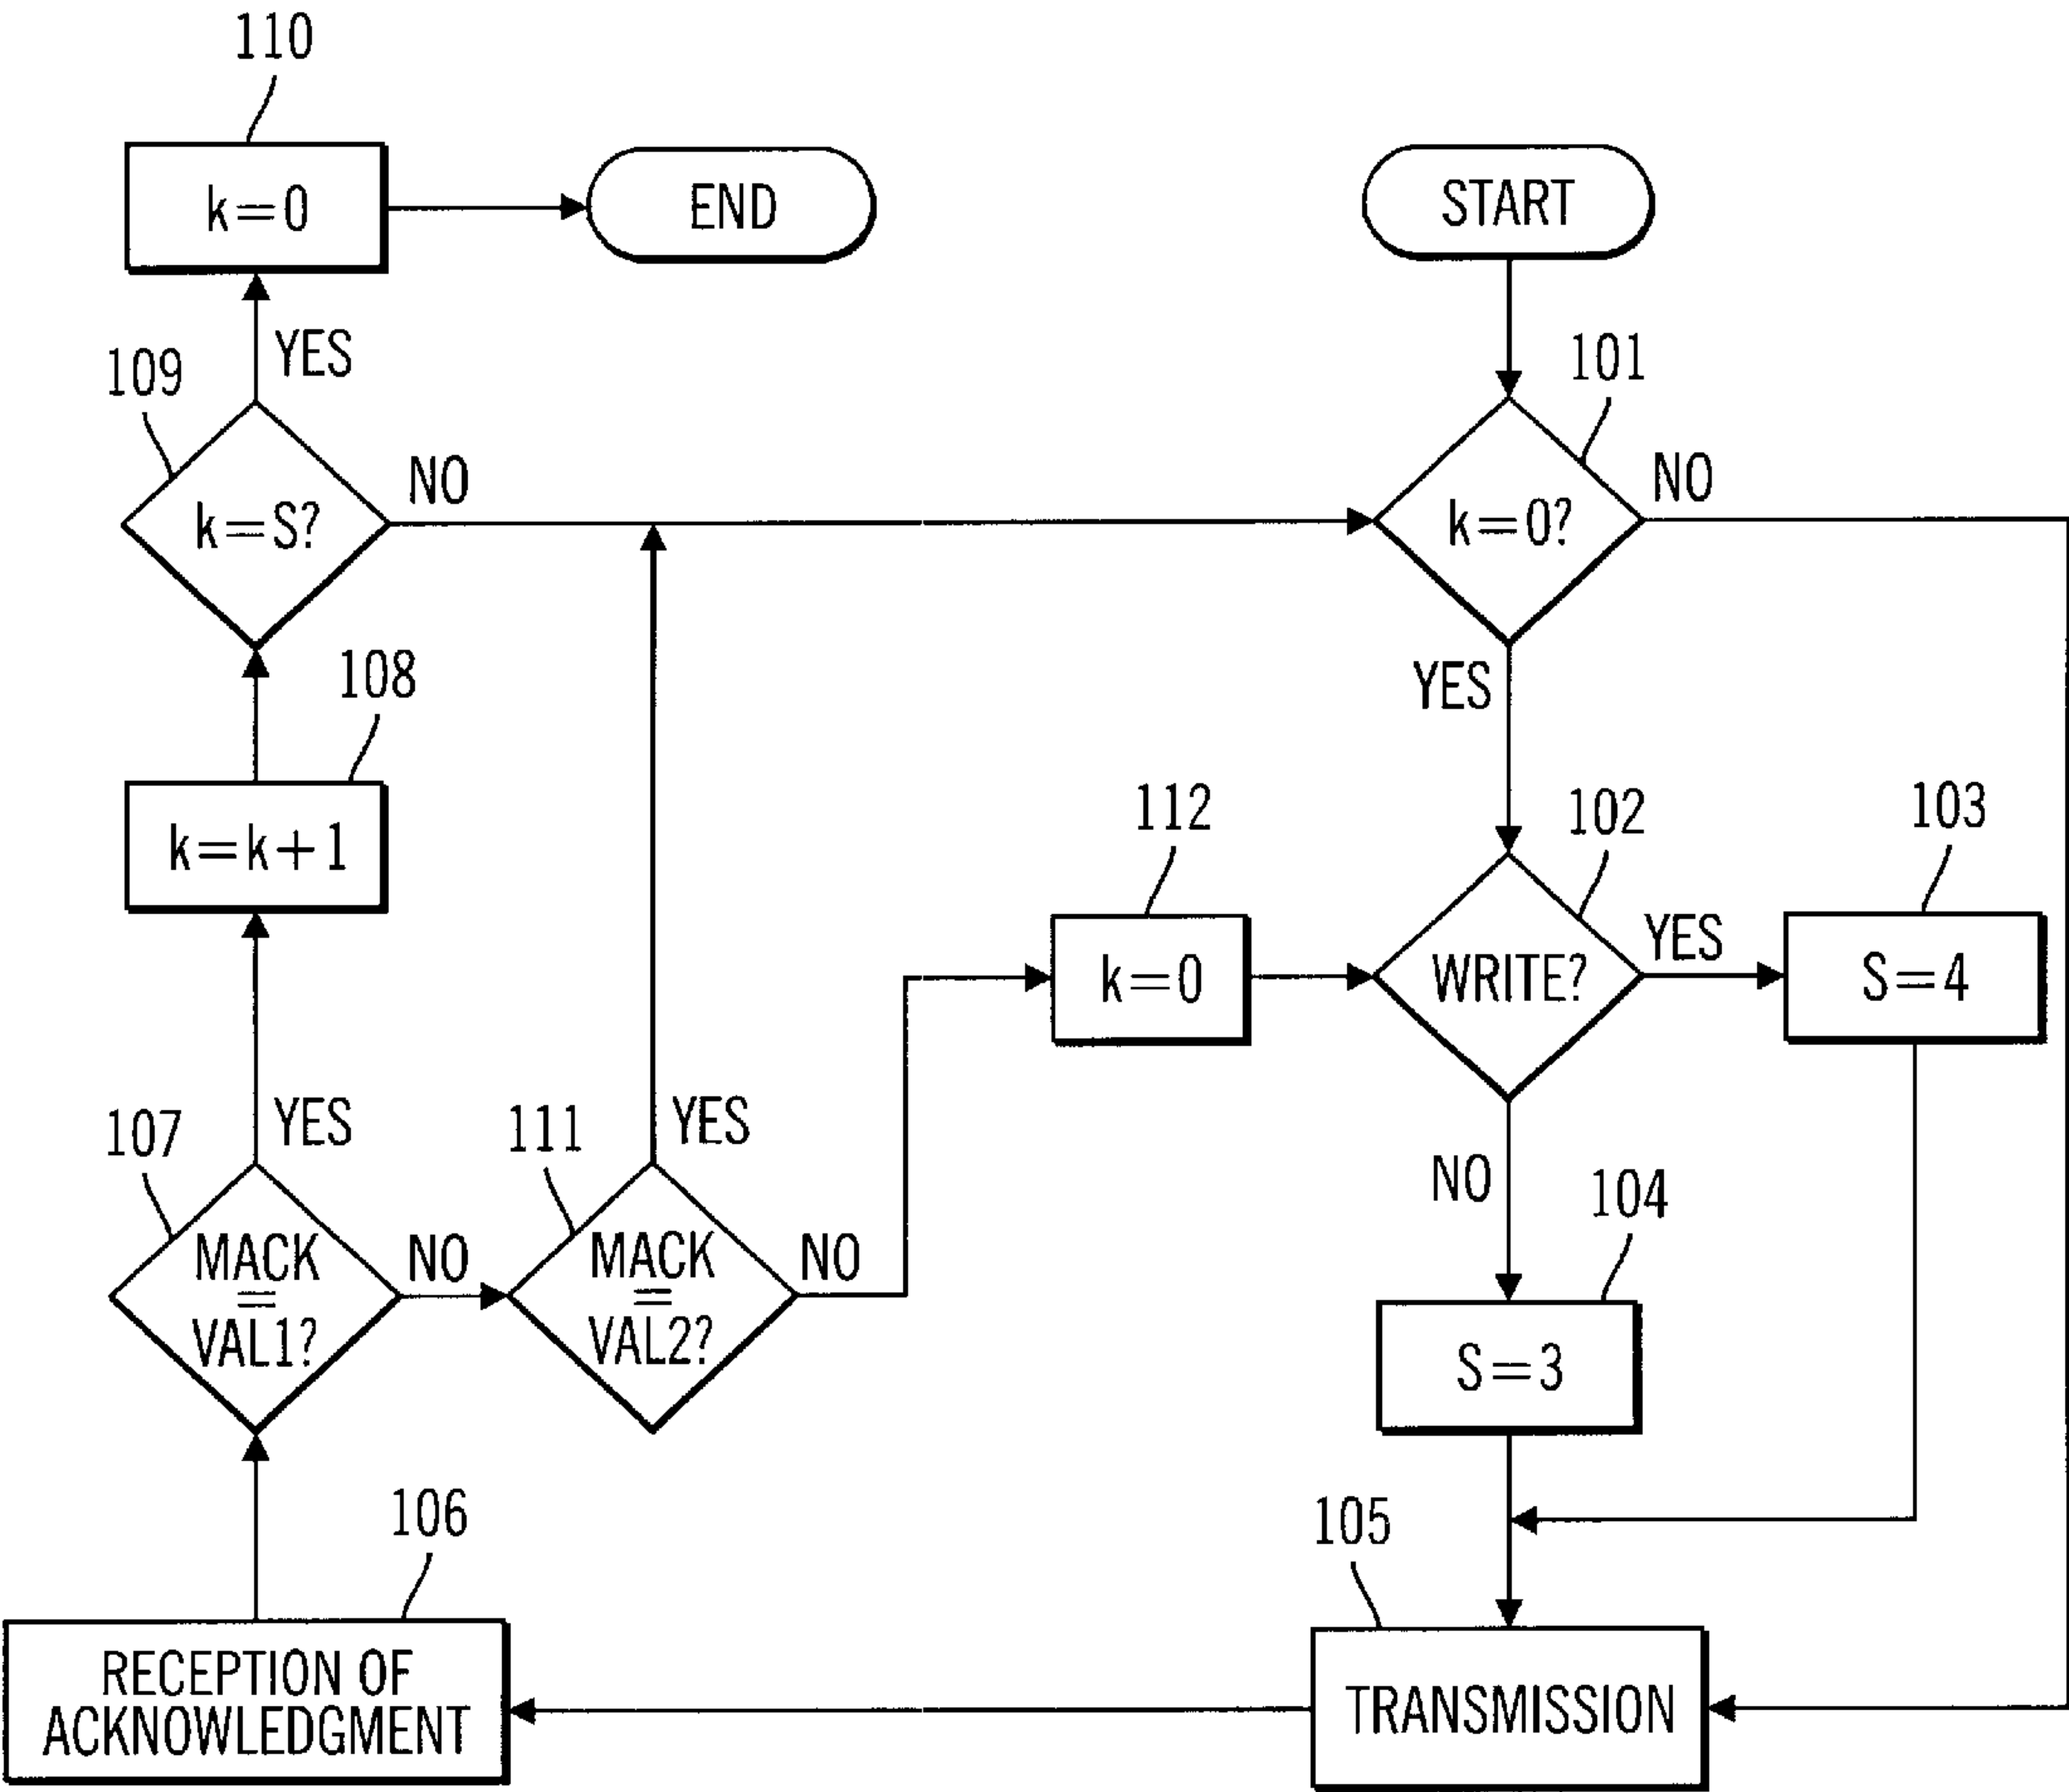 110
k=0
END
START
YES
109
101
NO
NO
k=S?
k=0?
108
YES
k=k+1
112
102
103
k=0
WRITE?
YES
S=4
107
YES
111
YES
NO
104
MACK
=
VAL1?
NO
MACK
=
VAL2?
NO
S=3
106
105
RECEPTION OF
ACKNOWLEDGMENT
TRANSMISSION